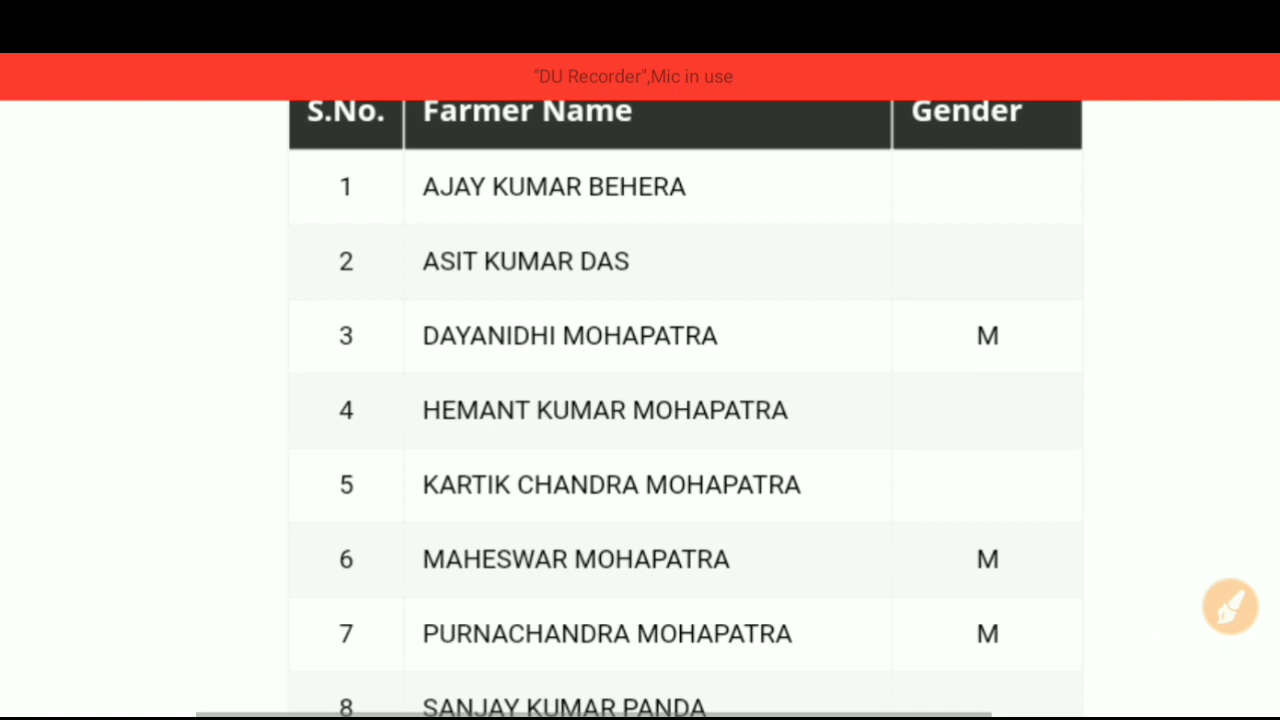 "DU Recorder",Mic in use
S.No. Farmer Name Gender
1 AJAY KUMAR BEHERA
2 ASIT KUMAR DAS
3 DAYANIDHI MOHAPATRA M
4 HEMANT KUMAR MOHAPATRA
5 KARTIK CHANDRA MOHAPATRA
6 MAHESWAR MOHAPATRA M
7 PURNACHANDRA MOHAPATRA M
8 SANJAY KUMAR PANDA